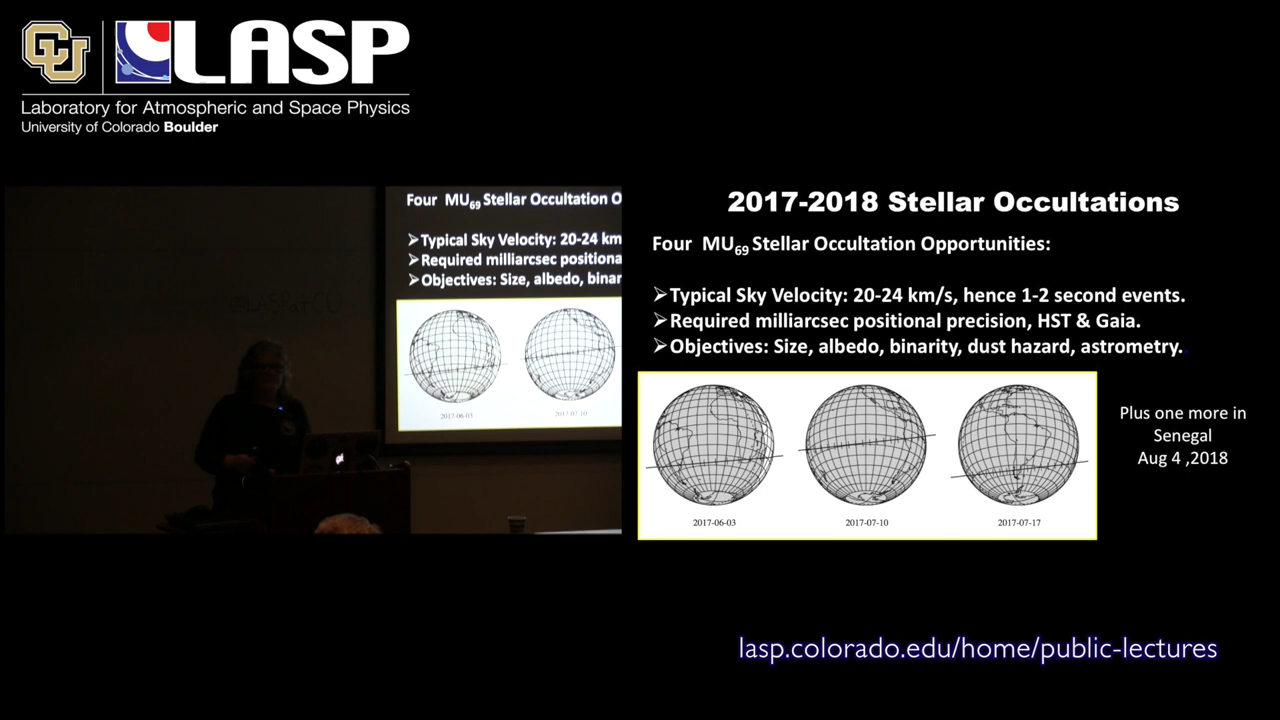 CU
LASP
Laboratory for Atmospheric and Space Physics
University of Colorado Boulder
Four MU69 Stellar Occultation O
➢Typical Sky Velocity: 20-24 km
➢Required milliarcsec positiona
➢Objectives: Size, albedo, binar
2017-06-03
2017-07-10
2017-2018 Stellar Occultations
Four MU69 Stellar Occultation Opportunities:
➢Typical Sky Velocity: 20-24 km/s, hence 1-2 second events.
➢Required milliarcsec positional precision, HST & Gaia.
➢Objectives: Size, albedo, binarity, dust hazard, astrometry.
2017-06-03
2017-07-10
2017-07-17
Plus one more in
Senegal
Aug 4 ,2018
lasp.colorado.edu/home/public-lectures